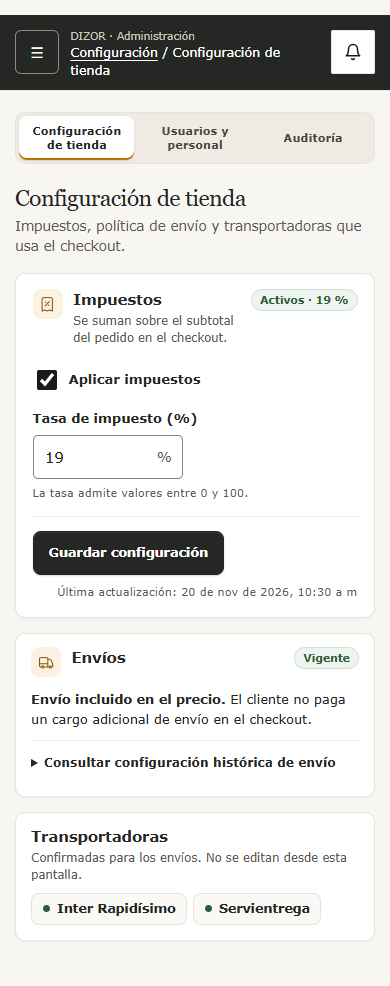 DIZOR · Administración
Configuración / Configuración de
tienda
Configuración
de tienda
Usuarios y
personal
Auditoría
Configuración de tienda
Impuestos, política de envío y transportadoras que
usa el checkout.
Impuestos
Activos · 19 %
Se suman sobre el subtotal
del pedido en el checkout.
Aplicar impuestos
Tasa de impuesto (%)
19 %
La tasa admite valores entre 0 y 100.
Guardar configuración
Última actualización: 20 de nov de 2026, 10:30 a m
Envíos
Vigente
Envío incluido en el precio. El cliente no paga
un cargo adicional de envío en el checkout.
Consultar configuración histórica de envío
Transportadoras
Confirmadas para los envíos. No se editan desde esta
pantalla.
Inter Rapidísimo
Servientrega